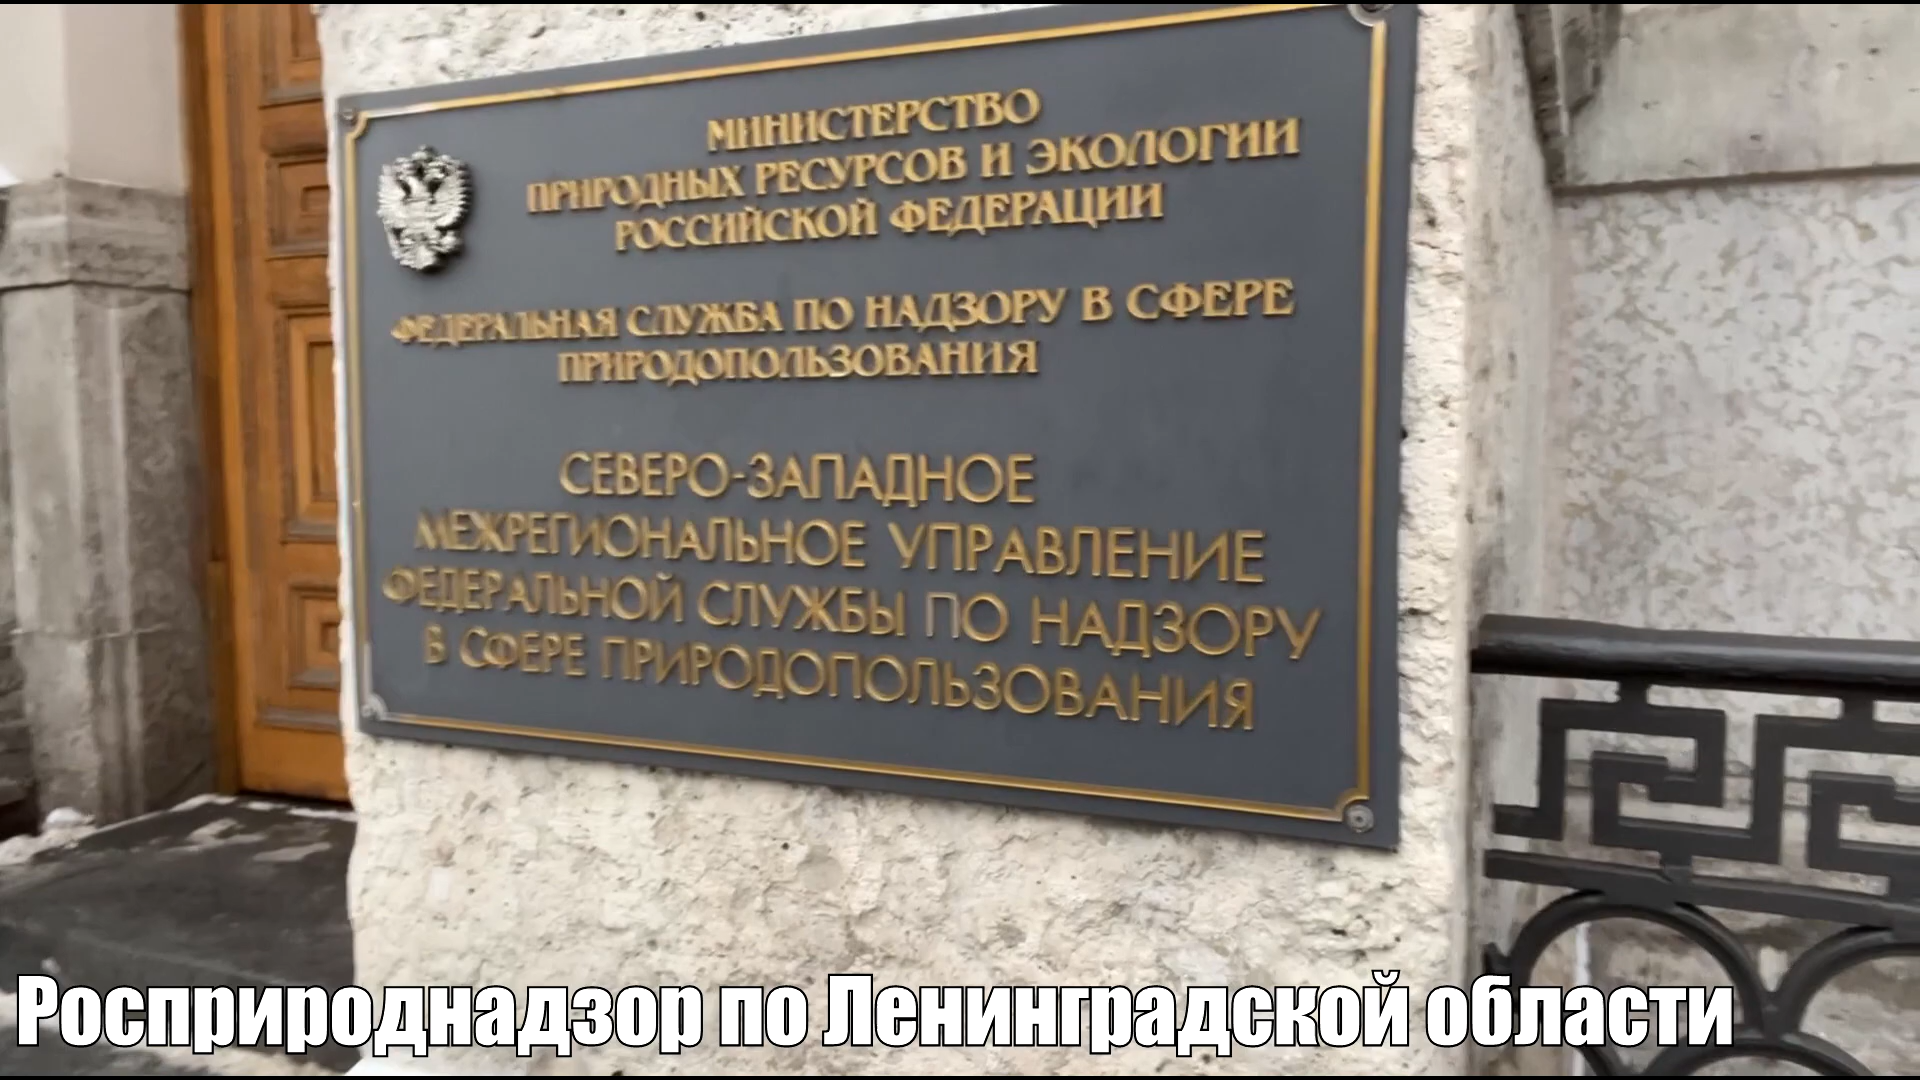 МИНИСТЕРСТВО
ПРИРОДНЫХ РЕСУРСОВ И ЭКОЛОГИИ
РОССИЙСКОЙ ФЕДЕРАЦИИ
ФЕДЕРАЛЬНАЯ СЛУЖБА ПО НАДЗОРУ В СФЕРЕ
ПРИРОДОПОЛЬЗОВАНИЯ
СЕВЕРО-ЗАПАДНОЕ
МЕЖРЕГИОНАЛЬНОЕ УПРАВЛЕНИЕ
ФЕДЕРАЛЬНОЙ СЛУЖБЫ ПО НАДЗОРУ
В СФЕРЕ ПРИРОДОПОЛЬЗОВАНИЯ
Росприроднадзор по Ленинградской области